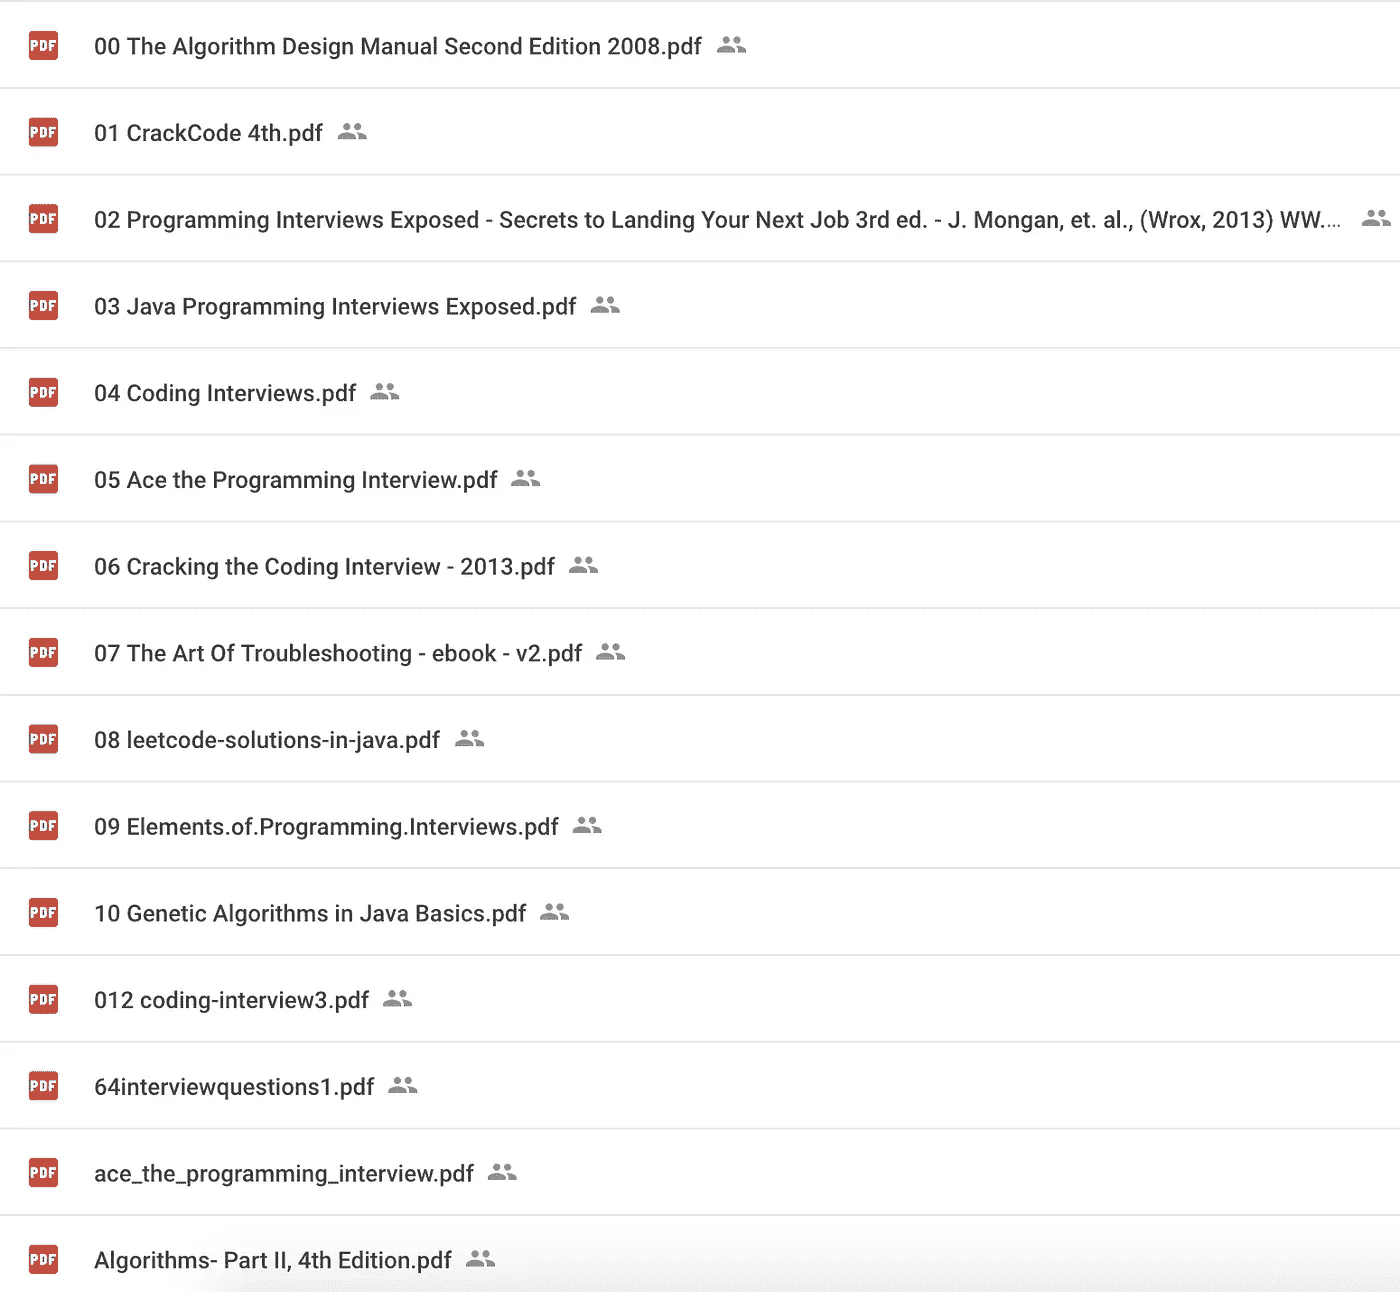 PDF 00 The Algorithm Design Manual Second Edition 2008.pdf
PDF 01 CrackCode 4th.pdf
PDF 02 Programming Interviews Exposed - Secrets to Landing Your Next Job 3rd ed. - J. Mongan, et. al., (Wrox, 2013) WW....
PDF 03 Java Programming Interviews Exposed.pdf
PDF 04 Coding Interviews.pdf
PDF 05 Ace the Programming Interview.pdf
PDF 06 Cracking the Coding Interview - 2013.pdf
PDF 07 The Art Of Troubleshooting - ebook - v2.pdf
PDF 08 leetcode-solutions-in-java.pdf
PDF 09 Elements.of.Programming.Interviews.pdf
PDF 10 Genetic Algorithms in Java Basics.pdf
PDF 012 coding-interview3.pdf
PDF 64interviewquestions1.pdf
PDF ace_the_programming_interview.pdf
PDF Algorithms- Part II, 4th Edition.pdf